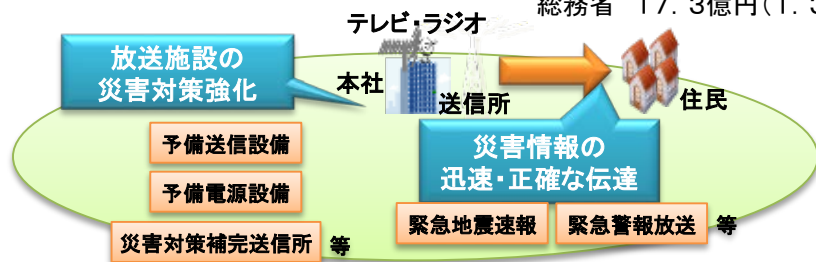 総務省 17.3億円(1.5
テレビ・ラジオ
放送施設の
災害対策強化
本社
送信所
住民
災害情報の
迅速・正確な伝達
予備送信設備
予備電源設備
災害対策補完送信所 等
緊急地震速報
緊急警報放送 等